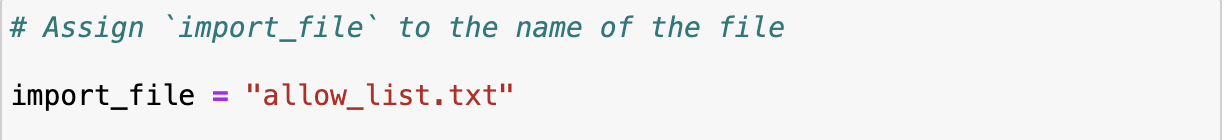 # Assign `import_file` to the name of the file
import_file = "allow_list.txt"